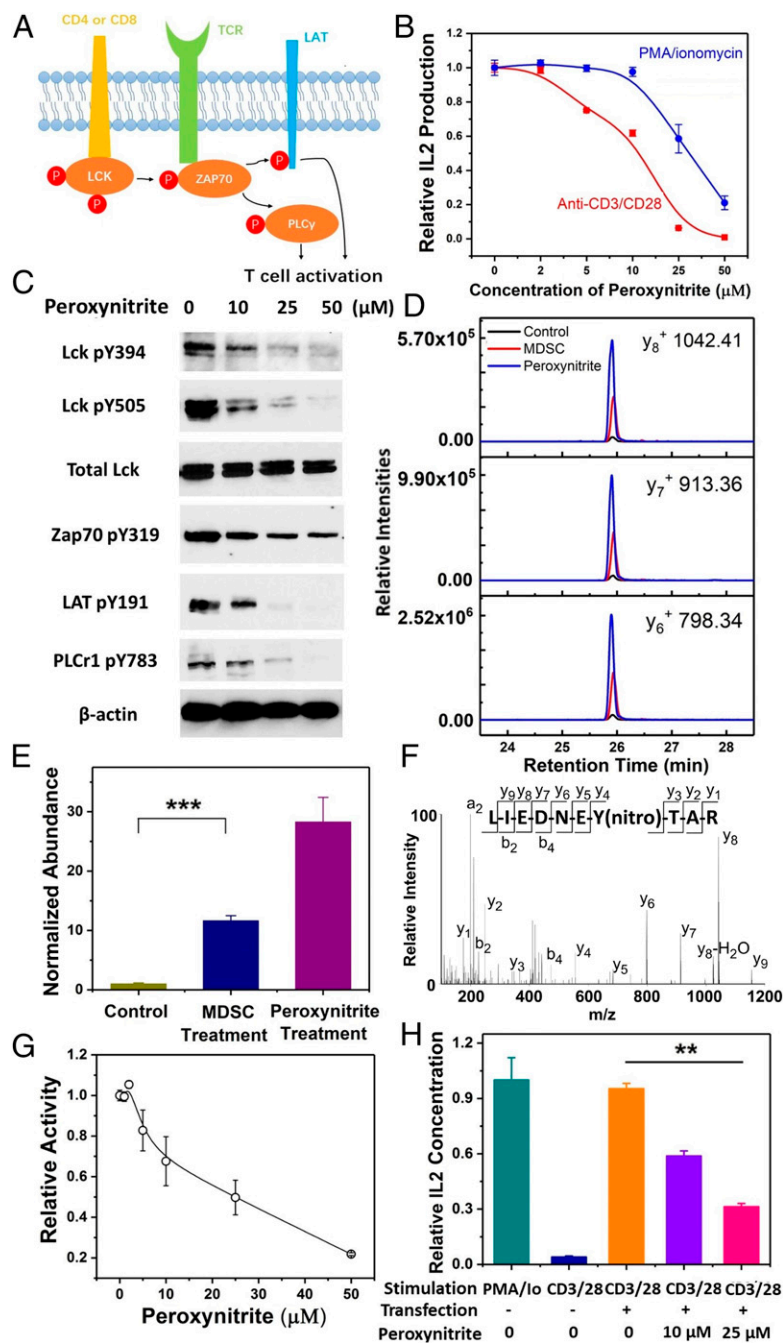 A
CD4 or CD8
TCR
LAT
P
LCK
P
P
ZAP70
P
P
PLCγ
T cell activation
B
Relative IL2 Production
1.2
1.0
0.8
0.6
0.4
0.2
0.0
PMA/ionomycin
Anti-CD3/CD28
0 2 5 10 25 50
Concentration of Peroxynitrite (μM)
C
Peroxynitrite 0 10 25 50 (μM)
Lck pY394
Lck pY505
Total Lck
Zap70 pY319
LAT pY191
PLCr1 pY783
β-actin
D
Relative Intensities
Control
MDSC
Peroxynitrite
5.70x10⁵
0.00
y₈⁺ 1042.41
9.90x10⁵
0.00
y₇⁺ 913.36
2.52x10⁶
0.00
y₆⁺ 798.34
24 25 26 27 28
Retention Time (min)
E
Normalized Abundance
30
20
10
0
***
Control
MDSC Treatment
Peroxynitrite Treatment
F
Relative Intensity
100
0
y₉ y₈ y₇ y₆ y₅ y₄ y₃ y₂ y₁
L-I-E-D-N-E-Y(nitro)-T-A-R
b₂ b₄
a₂
y₁
b₂
y₂
y₃
b₄
y₄
y₅
y₆
y₇
y₈-H₂O
y₈
y₉
200 400 600 800 1000 1200
m/z
G
Relative Activity
1.2
1.0
0.8
0.6
0.4
0.2
0 10 20 30 40 50
Peroxynitrite (μM)
H
Relative IL2 Concentration
1.2
0.9
0.6
0.3
0.0
**
Stimulation PMA/Io CD3/28 CD3/28 CD3/28 CD3/28
Transfection - - + + +
Peroxynitrite 0 0 0 10 μM 25 μM